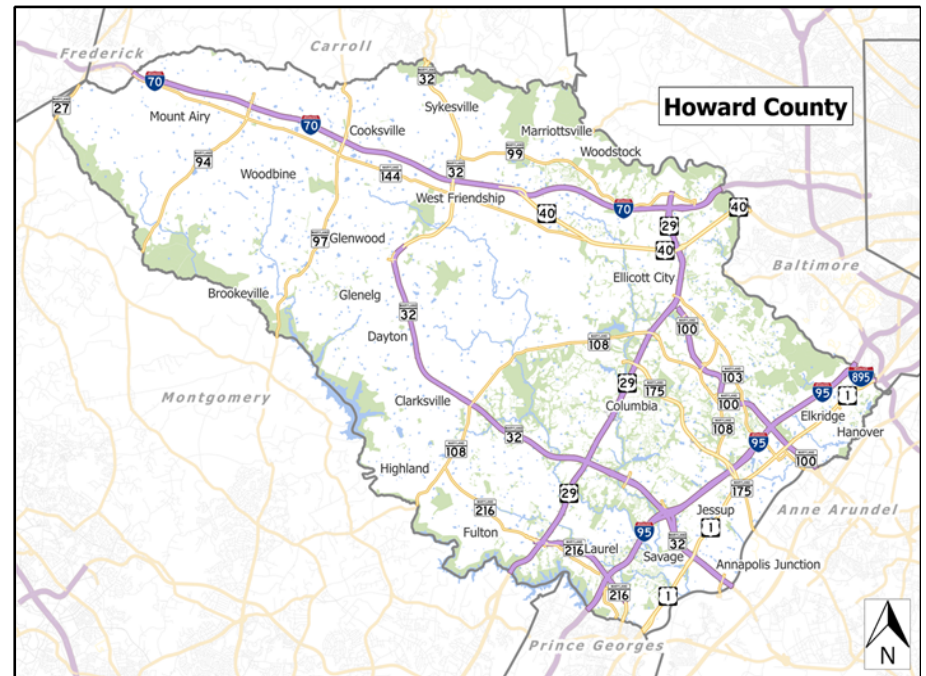 Frederick
Carroll
32
70
27
Sykesville
Howard County
Mount Airy
70
Cooksville
Marriottsville
94
99
Woodstock
Woodbine
144
32
West Friendship
40
70
29
40
97
Glenwood
40
Ellicott City
Baltimore
Brookeville
Glenelg
32
Dayton
100
108
103
895
29
175
95
1
Montgomery
Clarksville
Columbia
100
Elkridge
108
Hanover
32
95
108
100
Highland
29
175
216
Jessup
Anne Arundel
Fulton
95
1
216
Laurel
32
Savage
Annapolis Junction
216
1
Prince Georges
N